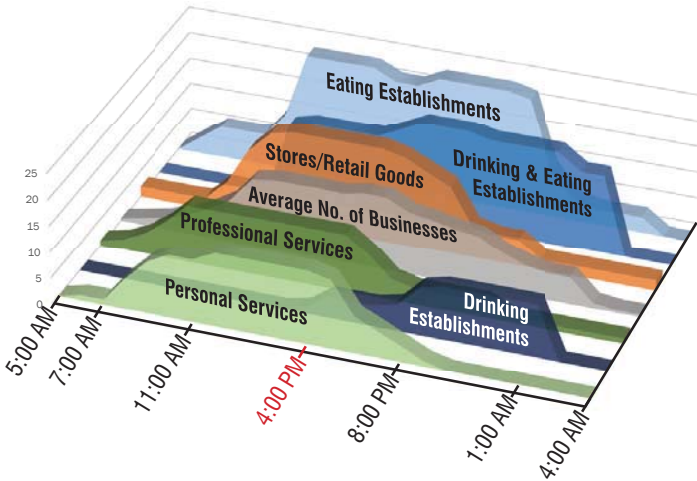 Eating Establishments
Drinking & Eating
Establishments
Stores/Retail Goods
Average No. of Businesses
Professional Services
Personal Services
Drinking
Establishments
25
20
15
10
5
0
5:00 AM
7:00 AM
11:00 AM
4:00 PM
8:00 PM
1:00 AM
4:00 AM